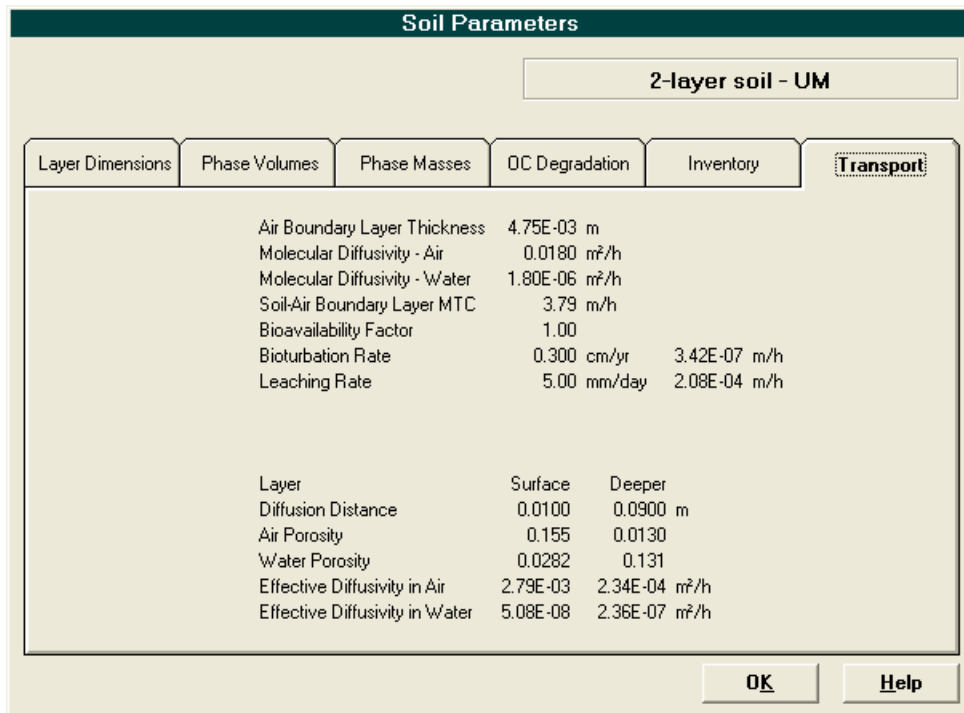 Soil Parameters
2-layer soil - UM
Layer Dimensions Phase Volumes Phase Masses OC Degradation Inventory Transport
Air Boundary Layer Thickness 4.75E-03 m
Molecular Diffusivity - Air 0.0180 m²/h
Molecular Diffusivity - Water 1.80E-06 m²/h
Soil-Air Boundary Layer MTC 3.79 m/h
Bioavailability Factor 1.00
Bioturbation Rate 0.300 cm/yr 3.42E-07 m/h
Leaching Rate 5.00 mm/day 2.08E-04 m/h
Layer Surface Deeper
Diffusion Distance 0.0100 0.0900 m
Air Porosity 0.155 0.0130
Water Porosity 0.0282 0.131
Effective Diffusivity in Air 2.79E-03 2.34E-04 m²/h
Effective Diffusivity in Water 5.08E-08 2.36E-07 m²/h
OK Help